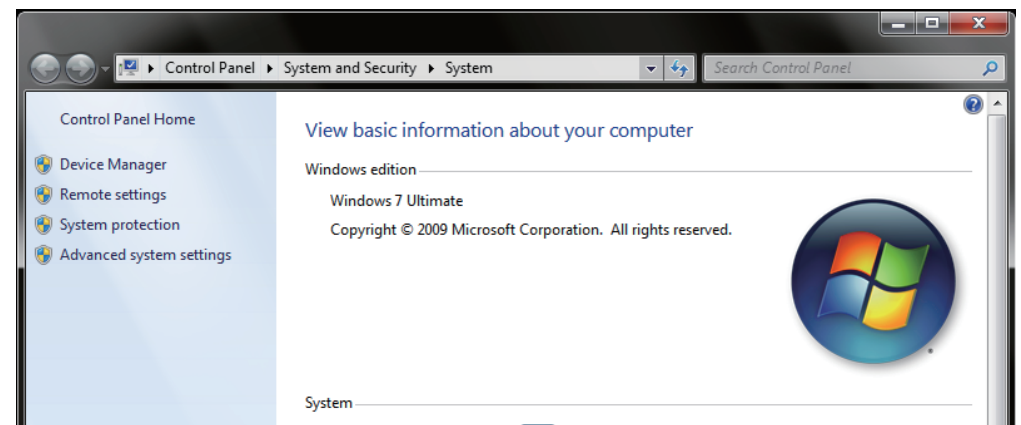 Control Panel System and Security System
Search Control Panel
Control Panel Home
Device Manager
Remote settings
System protection
Advanced system settings
View basic information about your computer
Windows edition
Windows 7 Ultimate
Copyright © 2009 Microsoft Corporation. All rights reserved.
System